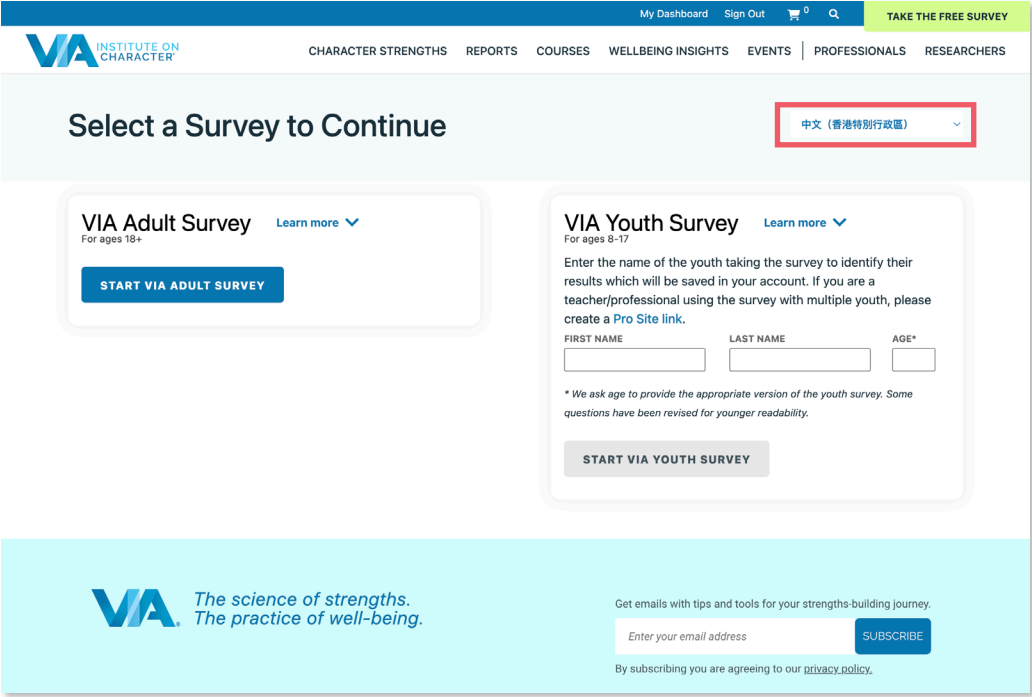 My Dashboard Sign Out 0 TAKE THE FREE SURVEY
VIA INSTITUTE ON
CHARACTER®
CHARACTER STRENGTHS REPORTS COURSES WELLBEING INSIGHTS EVENTS PROFESSIONALS RESEARCHERS
Select a Survey to Continue
中文（香港特別行政區）
VIA Adult Survey Learn more
For ages 18+
START VIA ADULT SURVEY
VIA Youth Survey Learn more
For ages 8-17
Enter the name of the youth taking the survey to identify their
results which will be saved in your account. If you are a
teacher/professional using the survey with multiple youth, please
create a Pro Site link.
FIRST NAME LAST NAME AGE*
* We ask age to provide the appropriate version of the youth survey. Some
questions have been revised for younger readability.
START VIA YOUTH SURVEY
VIA® The science of strengths.
The practice of well-being.
Get emails with tips and tools for your strengths-building journey.
Enter your email address SUBSCRIBE
By subscribing you are agreeing to our privacy policy.